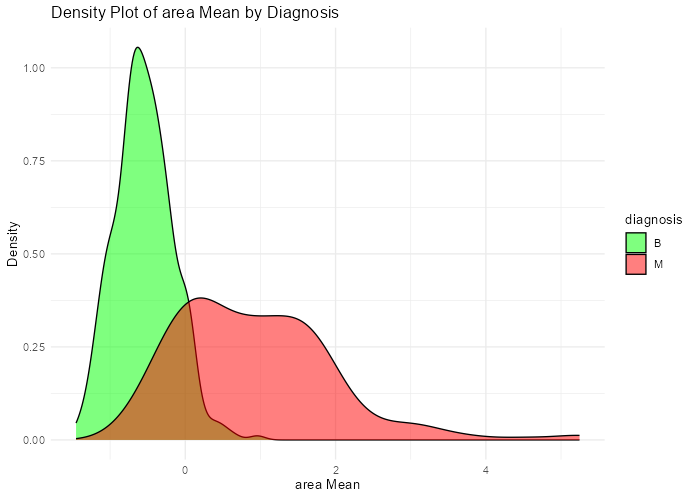 Density Plot of area Mean by Diagnosis
1.00
0.75
0.50
0.25
0.00
Density
0 2 4
area Mean
diagnosis
B
M